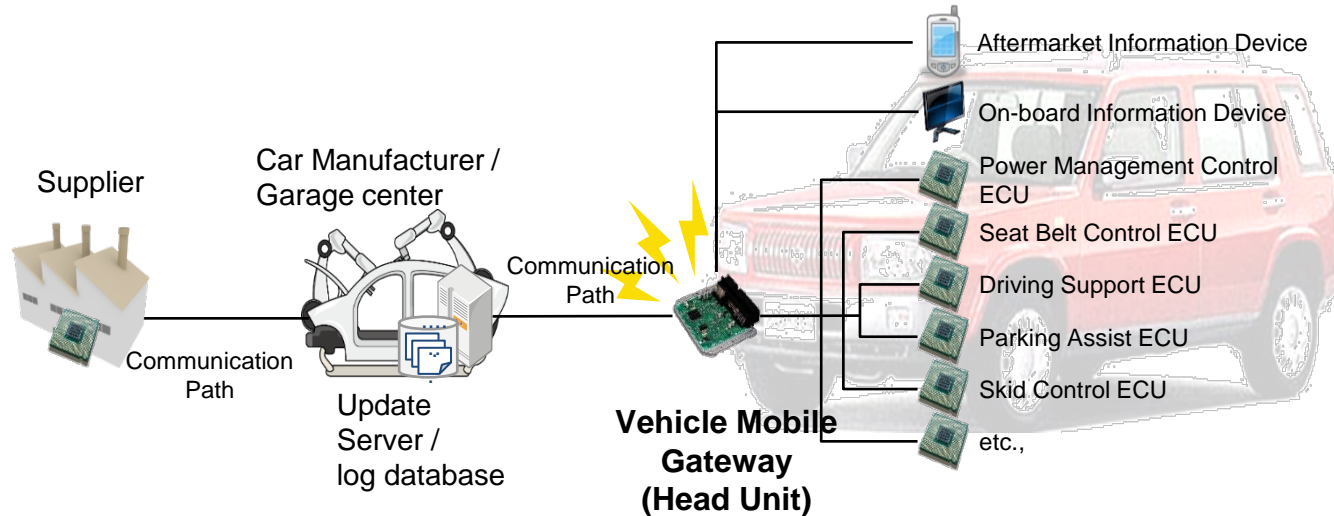 Supplier
Communication
Path
Car Manufacturer /
Garage center
Update
Server /
log database
Communication
Path
Vehicle Mobile
Gateway
(Head Unit)
Aftermarket Information Device
On-board Information Device
Power Management Control
ECU
Seat Belt Control ECU
Driving Support ECU
Parking Assist ECU
Skid Control ECU
etc.,